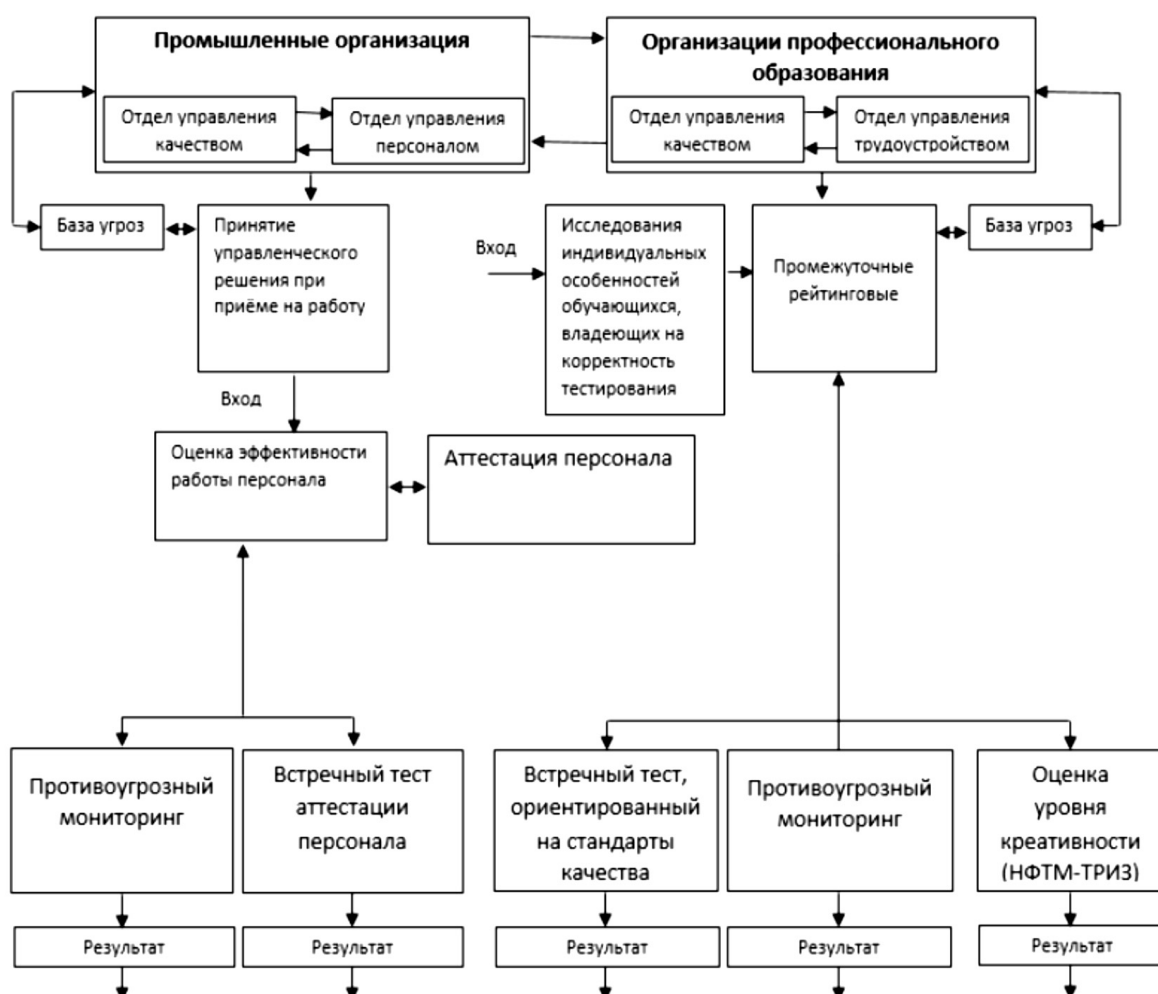 Промышленные организация
Организации профессионального
образования
Отдел управления
качеством
Отдел управления
персоналом
Отдел управления
качеством
Отдел управления
трудоустройством
База угроз
Принятие
управленческого
решения при
приёме на работу
Вход
Исследования
индивидуальных
особенностей
обучающихся,
владеющих на
корректность
тестирования
Промежуточные
рейтинговые
База угроз
Вход
Оценка эффективности
работы персонала
Аттестация персонала
Противоугрозный
мониторинг
Встречный тест
аттестации
персонала
Встречный тест,
ориентированный
на стандарты
качества
Противоугрозный
мониторинг
Оценка
уровня
креативности
(НФТМ-ТРИЗ)
Результат
Результат
Результат
Результат
Результат